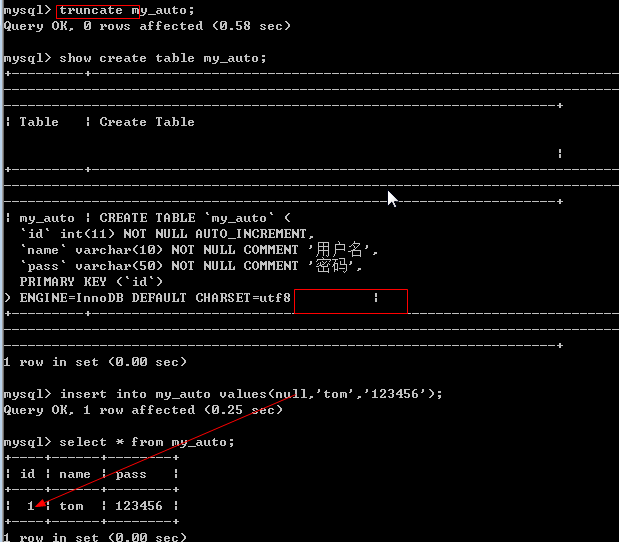 mysql> truncate my_auto;
Query OK, 0 rows affected (0.58 sec)
mysql> show create table my_auto;
+---------+---------------------------------------------------------------------
--------------------------------------------------------------------------------
---------------------------------------------------------------------+
| Table   | Create Table
|
+---------+---------------------------------------------------------------------
--------------------------------------------------------------------------------
---------------------------------------------------------------------+
| my_auto | CREATE TABLE `my_auto` (
  `id` int(11) NOT NULL AUTO_INCREMENT,
  `name` varchar(10) NOT NULL COMMENT '用户名',
  `pass` varchar(50) NOT NULL COMMENT '密码',
  PRIMARY KEY (`id`)
) ENGINE=InnoDB DEFAULT CHARSET=utf8          |
+---------+---------------------------------------------------------------------
--------------------------------------------------------------------------------
---------------------------------------------------------------------+
1 row in set (0.00 sec)
mysql> insert into my_auto values(null,'tom','123456');
Query OK, 1 row affected (0.25 sec)
mysql> select * from my_auto;
+----+------+--------+
| id | name | pass   |
+----+------+--------+
|  1 | tom  | 123456 |
+----+------+--------+
1 row in set (0.00 sec)